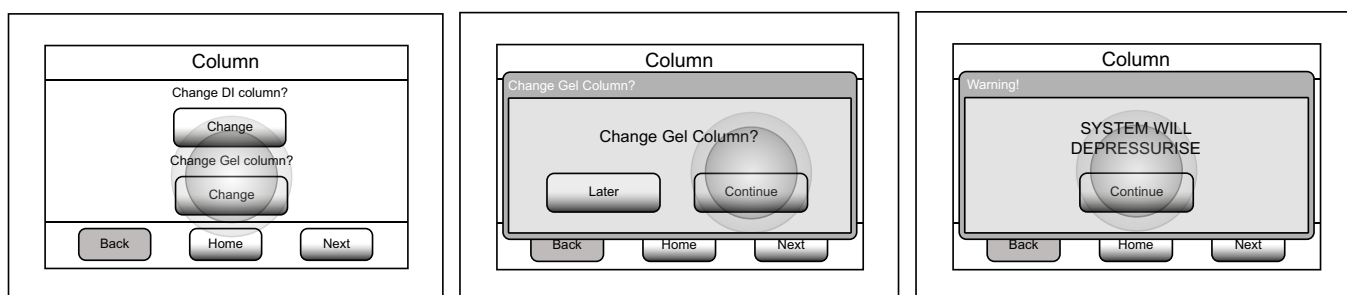 Column
Change DI column?
Change
Change Gel column?
Change
Back
Home
Next
Column
Change Gel Column?
Change Gel Column?
Later
Continue
Back
Home
Next
Column
Warning!
SYSTEM WILL
DEPRESSURISE
Continue
Back
Home
Next